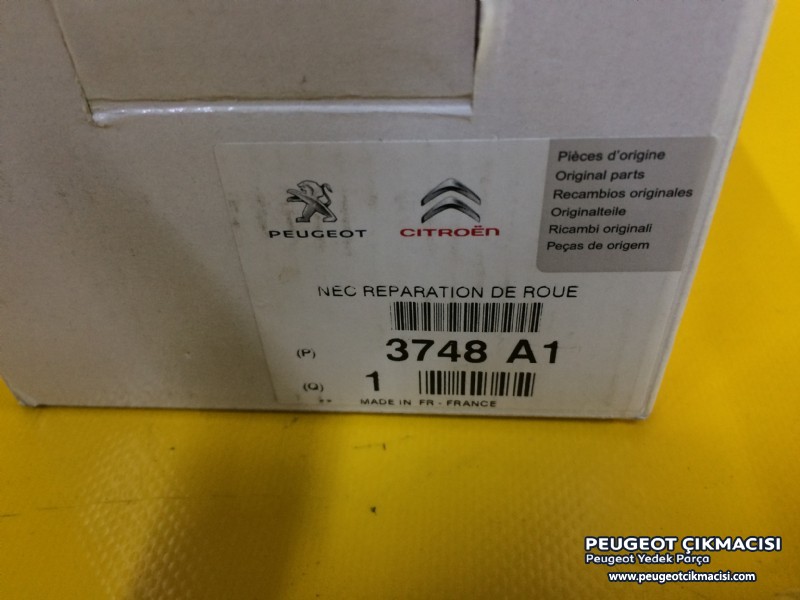 Pièces d'origine
Original parts
Recambios originales
Originalteile
Ricambi originali
Peças de origem
PEUGEOT
CITROËN
NEC REPARATION DE ROUE
(P) 3748 A1
(Q) 1
** MADE IN FR - FRANCE
PEUGEOT ÇIKMACISI
Peugeot Yedek Parça
www.peugeotcikmacisi.com